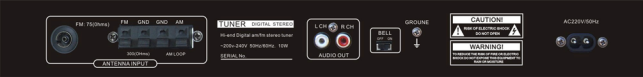 FM: 75(Ohms)
FM GND GND AM
300(Ohms) AM LOOP
ANTENNA INPUT
TUNER DIGITAL STEREO
Hi-end Digital am/fm stereo tuner
~200v~240V 50Hz/60Hz. 10W
SERIAL No.
L CH R CH
AUDIO OUT
BELL
OFF ON
GROUNE
CAUTION!
RISK OF ELECTRIC SHOCK
DO NOT OPEN
WARNING!
TO REDUCE THE RISK OF FIRE OR ELECTRIC
SHOCK DO NOT EXPOSE THIS EQUIPMENT TO
RAIN OR MOISTURE
AC220V/50Hz